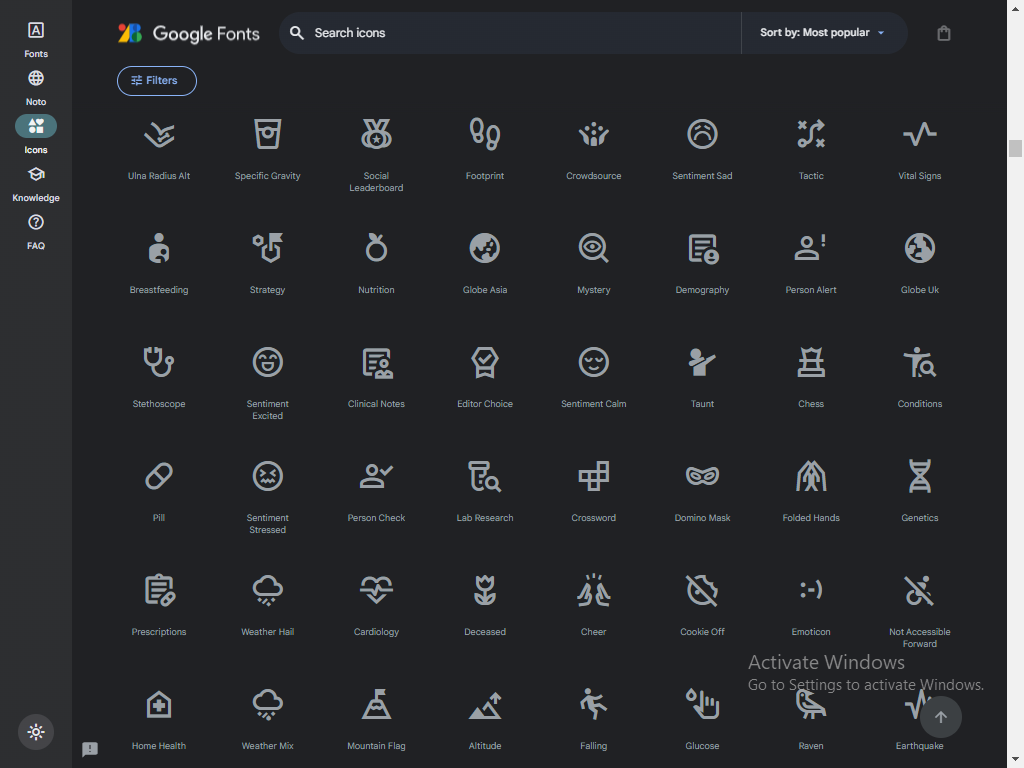 Google Fonts
Search icons
Sort by: Most popular
Fonts
Noto
Icons
Knowledge
FAQ
Filters
Ulna Radius Alt
Specific Gravity
Social
Leaderboard
Footprint
Crowdsource
Sentiment Sad
Tactic
Vital Signs
Breastfeeding
Strategy
Nutrition
Globe Asia
Mystery
Demography
Person Alert
Globe Uk
Stethoscope
Sentiment
Excited
Clinical Notes
Editor Choice
Sentiment Calm
Taunt
Chess
Conditions
Pill
Sentiment
Stressed
Person Check
Lab Research
Crossword
Domino Mask
Folded Hands
Genetics
Prescriptions
Weather Hail
Cardiology
Deceased
Cheer
Cookie Off
:-)
Emoticon
Not Accessible
Forward
Activate Windows
Go to Settings to activate Windows.
Home Health
Weather Mix
Mountain Flag
Altitude
Falling
Glucose
Raven
Earthquake